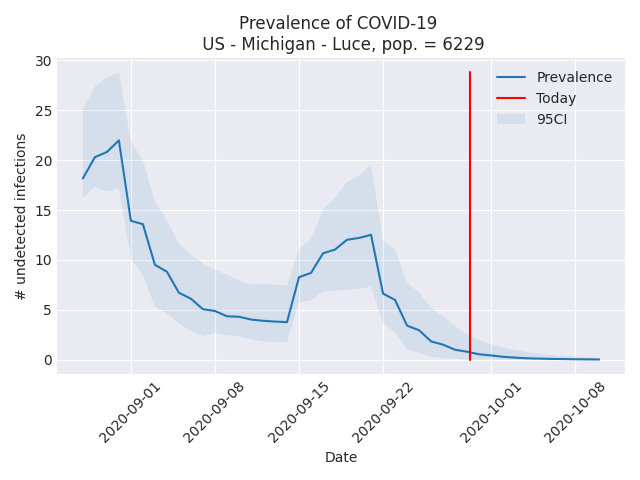 Prevalence of COVID-19
US - Michigan - Luce, pop. = 6229
# undetected infections
30
25
20
15
10
5
0
Prevalence
Today
95CI
2020-09-01
2020-09-08
2020-09-15
2020-09-22
2020-10-01
2020-10-08
Date